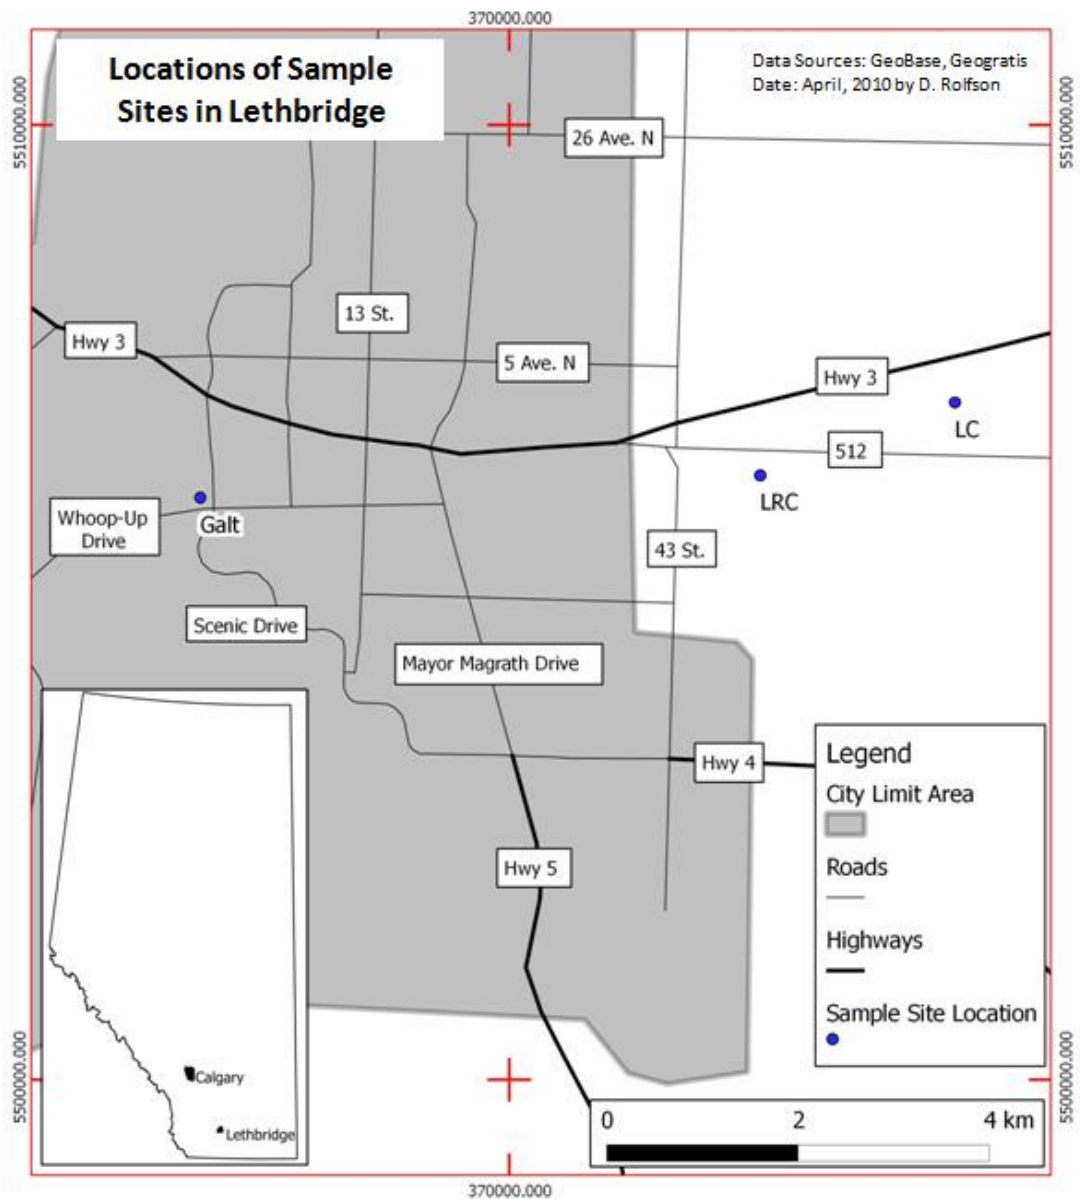 370000.000
Locations of Sample
Sites in Lethbridge
Data Sources: GeoBase, Geogratis
Date: April, 2010 by D. Rolfson
5510000.000
5510000.000
26 Ave. N
13 St.
Hwy 3
5 Ave. N
Hwy 3
LC
512
LRC
Whoop-Up
Drive
Galt
43 St.
Scenic Drive
Mayor Magrath Drive
Hwy 4
Hwy 5
Legend
City Limit Area
Roads
Highways
Sample Site Location
Calgary
Lethbridge
5500000.000
5500000.000
0 2 4 km
370000.000